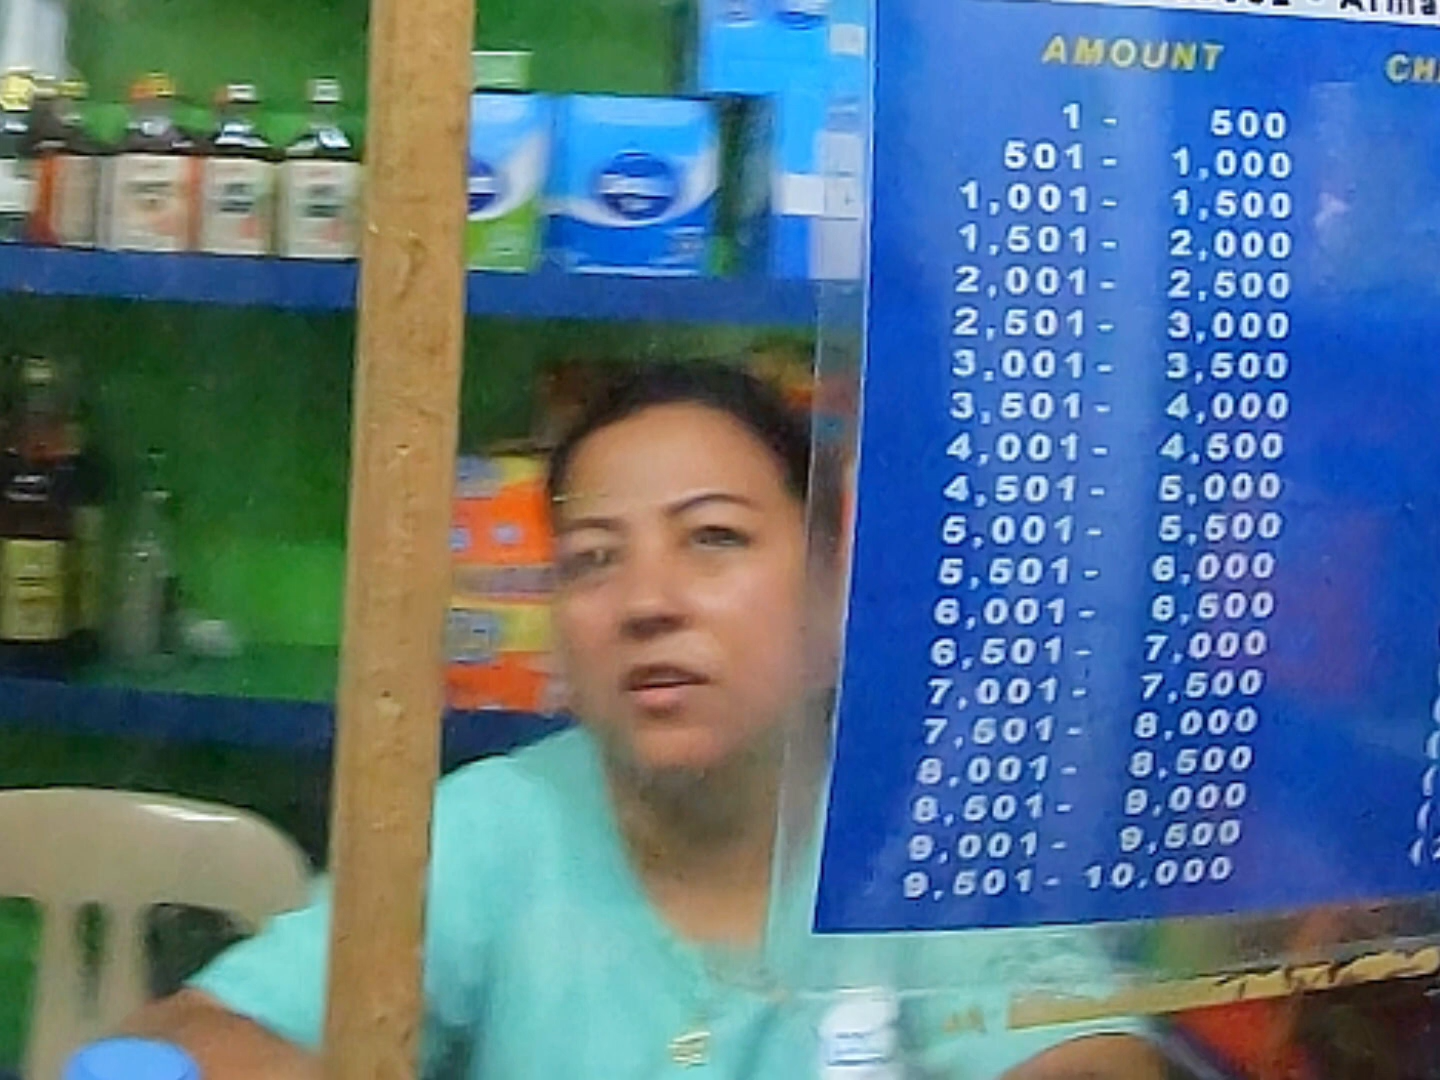 AMOUNT
1 - 500
501 - 1,000
1,001 - 1,500
1,501 - 2,000
2,001 - 2,500
2,501 - 3,000
3,001 - 3,500
3,501 - 4,000
4,001 - 4,500
4,501 - 5,000
5,001 - 5,500
5,501 - 6,000
6,001 - 6,500
6,501 - 7,000
7,001 - 7,500
7,501 - 8,000
8,001 - 8,500
8,501 - 9,000
9,001 - 9,500
9,501 - 10,000